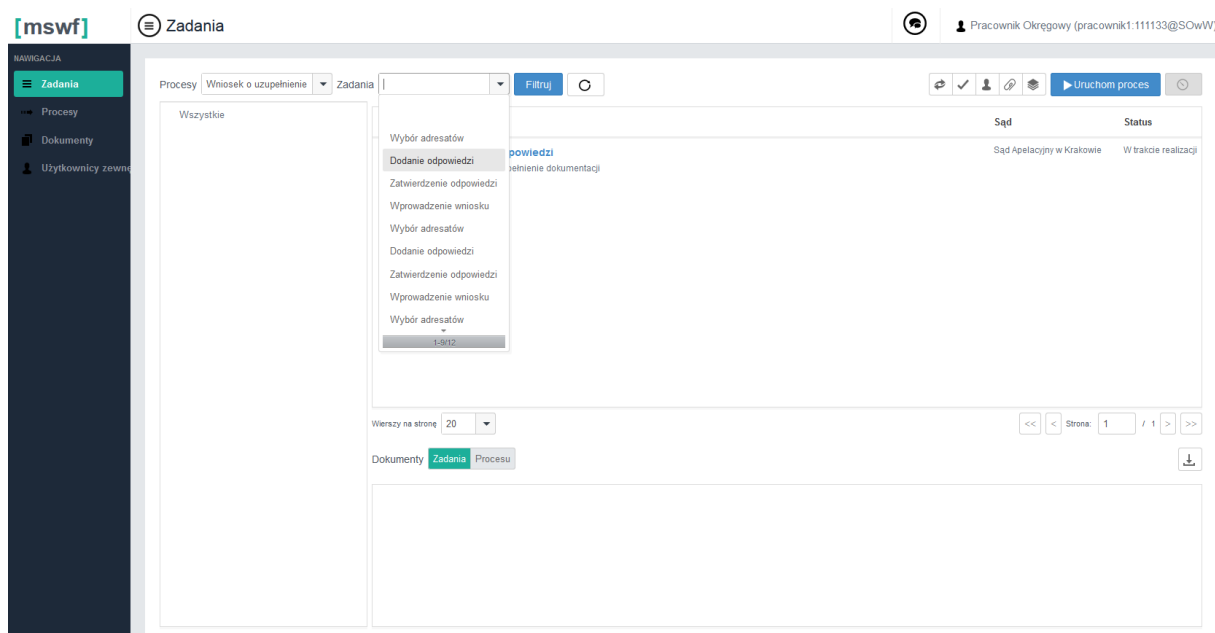 [mswf]
Zadania
Pracownik Okręgowy (pracownik1:111133@SOwW)
NAWIGACJA
Zadania
Procesy
Dokumenty
Użytkownicy zewnę
Procesy Wniosek o uzupełnienie Zadania Filtruj Uruchom proces
Wszystkie
Sąd Status
Wybór adresatów
Dodanie odpowiedzi
Zatwierdzenie odpowiedzi
Wprowadzenie wniosku
Wybór adresatów
Dodanie odpowiedzi
Zatwierdzenie odpowiedzi
Wprowadzenie wniosku
Wybór adresatów
1-9/12
powiedzi
ełnienie dokumentacji
Sąd Apelacyjny w Krakowie W trakcie realizacji
Wierszy na stronę 20 << < Strona: 1 / 1 > >>
Dokumenty Zadania Procesu